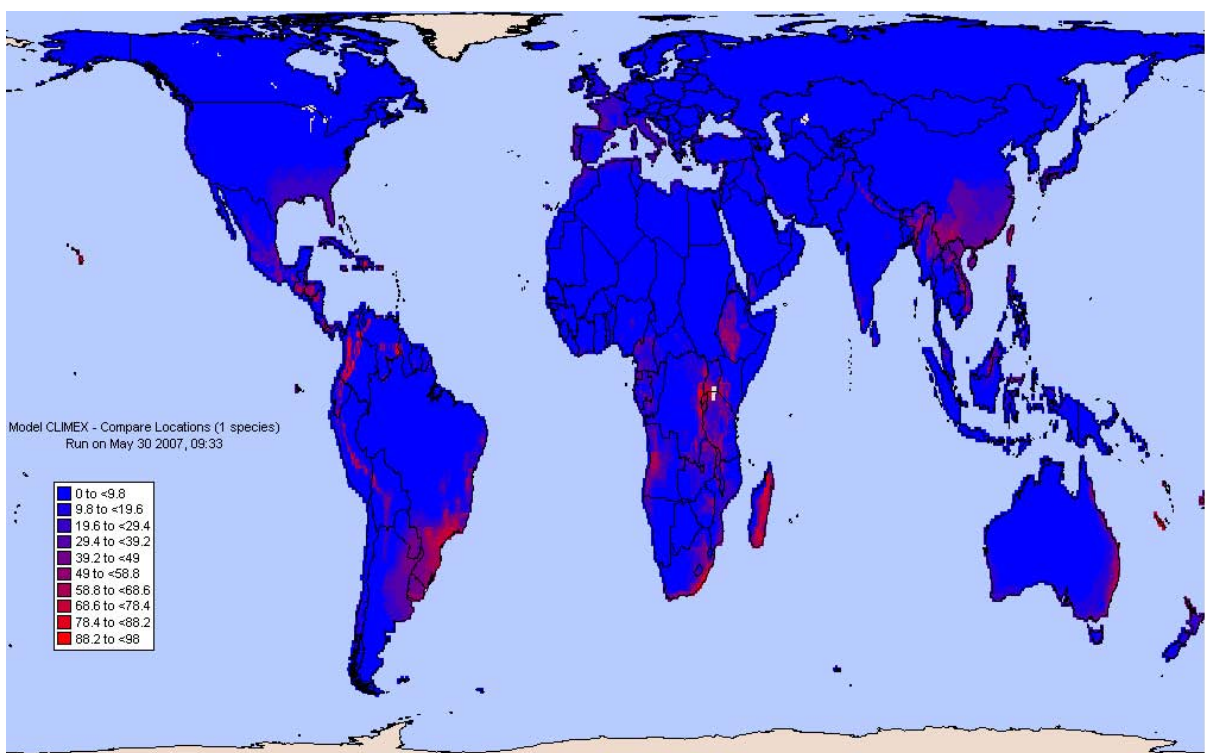 Model CLIMEX - Compare Locations (1 species)
Run on May 30 2007, 09:33
0 to <9.8
9.8 to <19.6
19.6 to <29.4
29.4 to <39.2
39.2 to <49
49 to <58.8
58.8 to <68.6
68.6 to <78.4
78.4 to <88.2
88.2 to <98